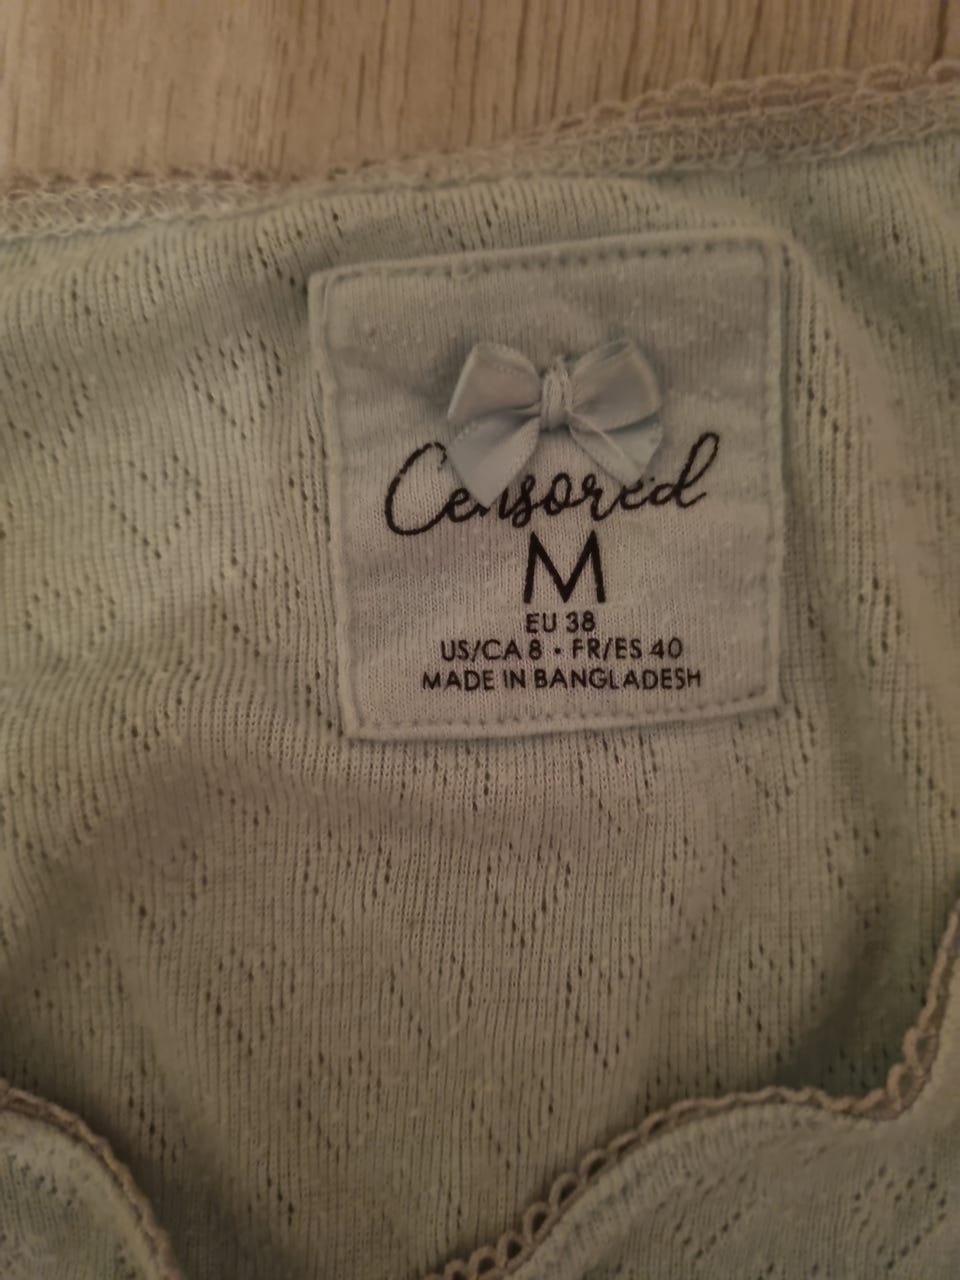 Censored
M
EU 38
US/CA 8 • FR/ES 40
MADE IN BANGLADESH